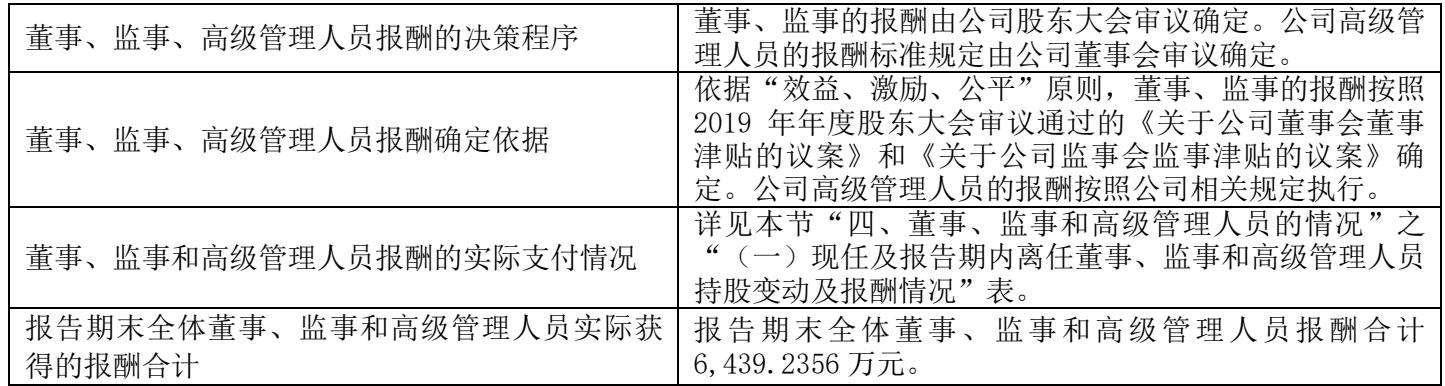 董事、监事、高级管理人员报酬的决策程序
董事、监事的报酬由公司股东大会审议确定。公司高级管
理人员的报酬标准规定由公司董事会审议确定。
董事、监事、高级管理人员报酬确定依据
依据“效益、激励、公平”原则，董事、监事的报酬按照
2019 年年度股东大会审议通过的《关于公司董事会董事
津贴的议案》和《关于公司监事会监事津贴的议案》确
定。公司高级管理人员的报酬按照公司相关规定执行。
董事、监事和高级管理人员报酬的实际支付情况
详见本节“四、董事、监事和高级管理人员的情况”之
“（一）现任及报告期内离任董事、监事和高级管理人员
持股变动及报酬情况”表。
报告期末全体董事、监事和高级管理人员实际获
得的报酬合计
报告期末全体董事、监事和高级管理人员报酬合计
6,439.2356 万元。